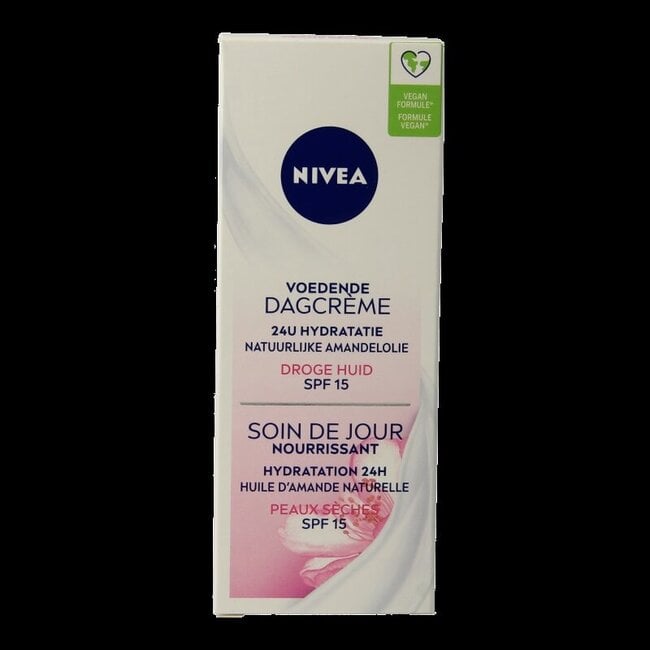 VEGAN
FORMULE*
FORMULE
VEGAN*
NIVEA
VOEDENDE
DAGCRÈME
24U HYDRATATIE
NATUURLIJKE AMANDELOLIE
DROGE HUID
SPF 15
SOIN DE JOUR
NOURRISSANT
HYDRATATION 24H
HUILE D'AMANDE NATURELLE
PEAUX SÈCHES
SPF 15